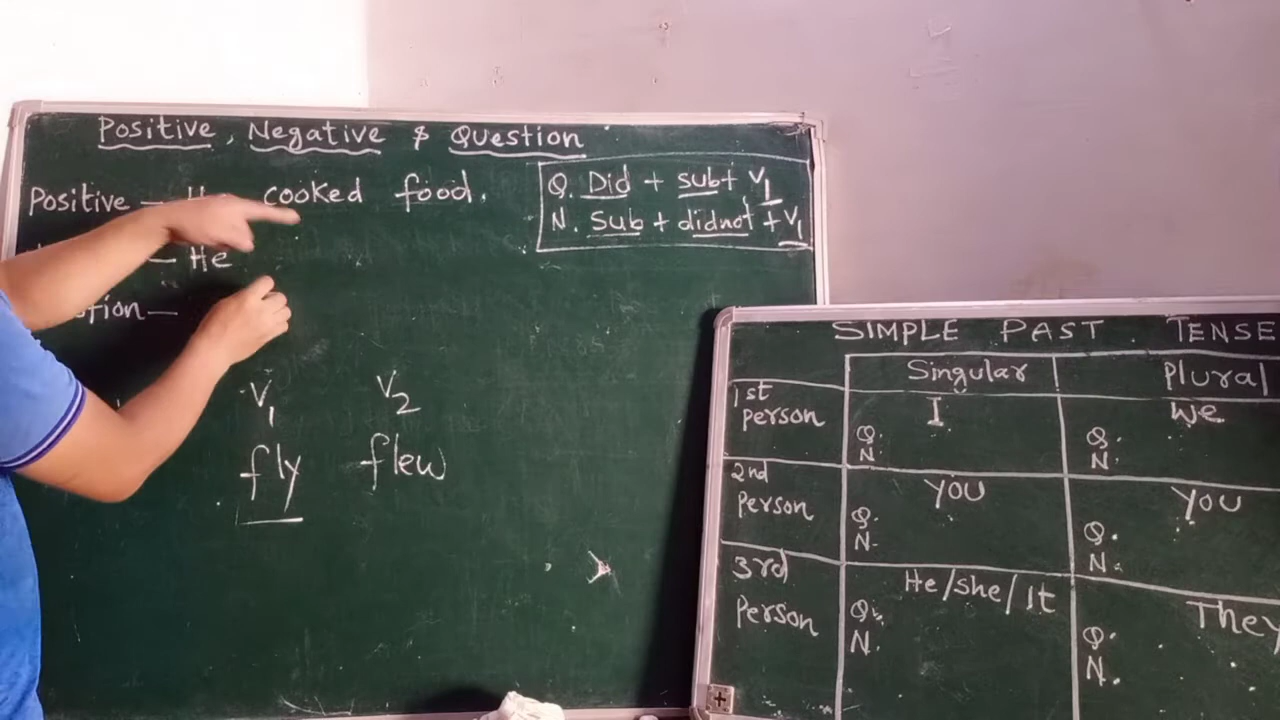 Positive, Negative & Question
Positive — cooked food.
— He
—
Q. Did + sub + V1
N. Sub + didnot + V1
V1 V2
fly flew
SIMPLE PAST TENSE
Singular Plural
1st person I We
Q. Q.
N. N.
2nd person you you
Q. Q.
N. N.
3rd person He/she/It They
Q. Q.
N. N.